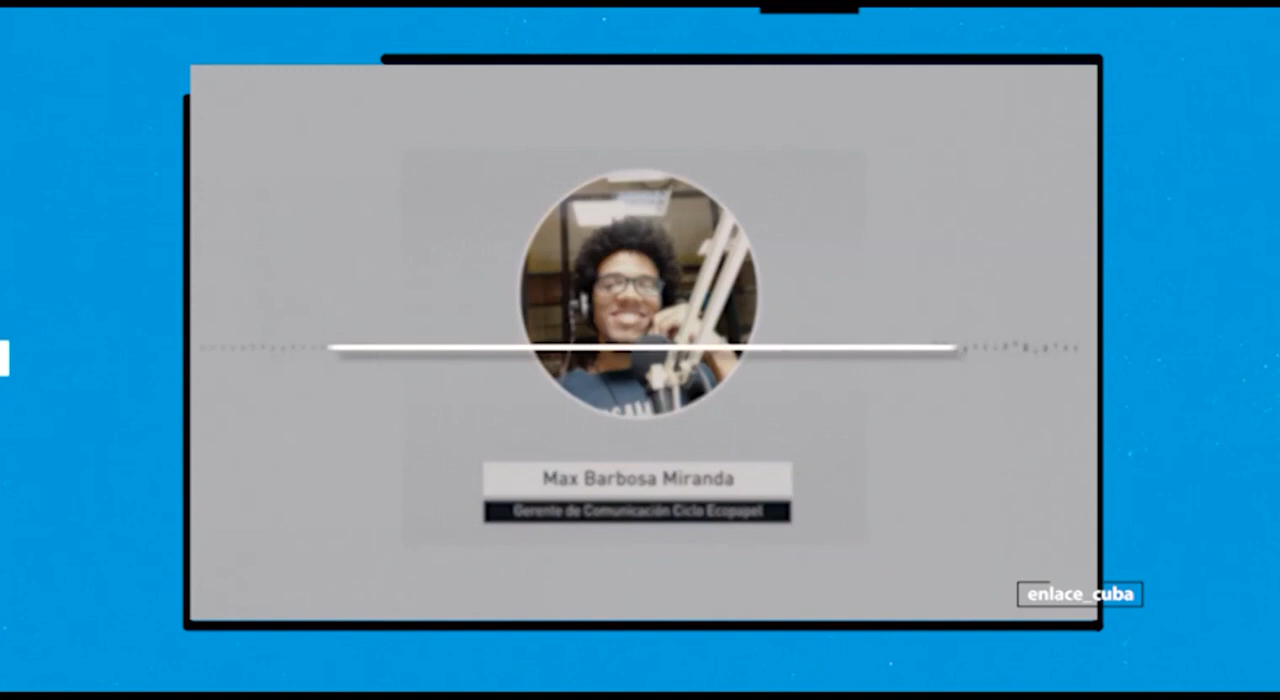 Max Barbosa Miranda
Gerente de Comunicación Ciclo Ecopapel
enlace_cuba